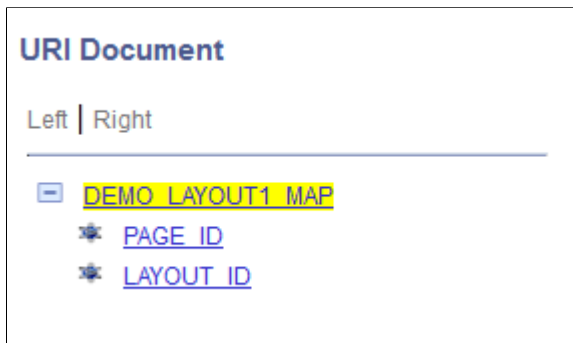 URI Document
Left | Right
DEMO_LAYOUT1_MAP
PAGE_ID
LAYOUT_ID